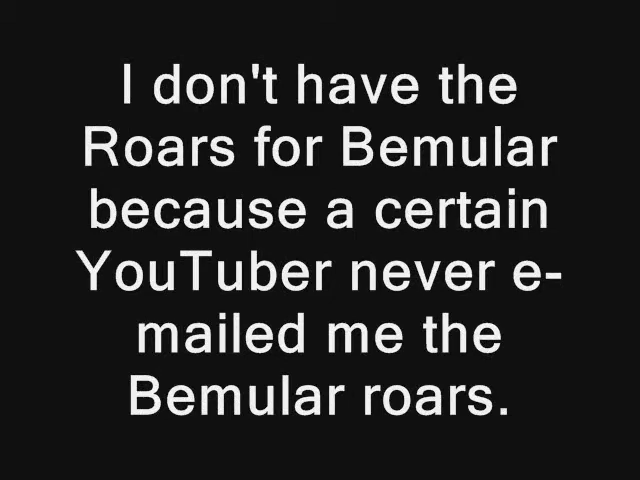 I don't have the
Roars for Bemular
because a certain
YouTuber never e-
mailed me the
Bemular roars.